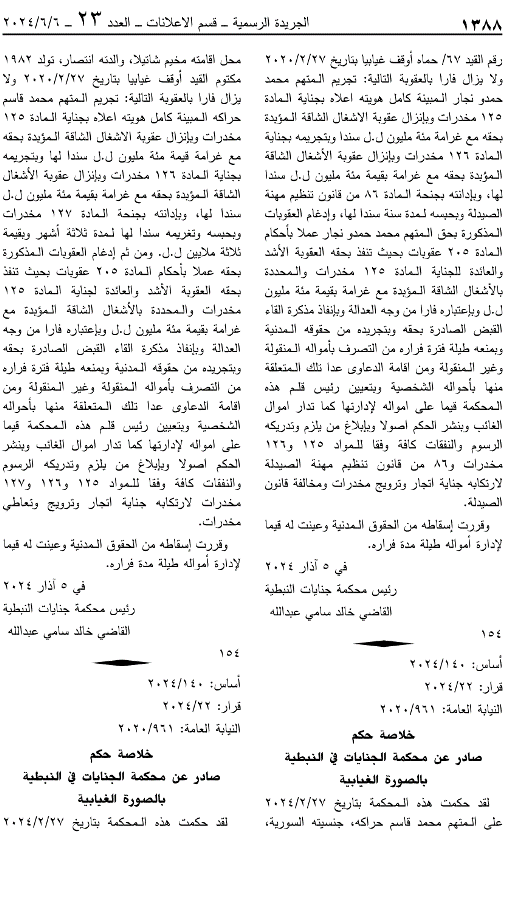 ١٣٨٨
الجريدة الرسمية ــ قسم الاعلانات ــ العدد ٢٣ ــ ٢٠٢٤/٦/٦
رقم القيد ٦٧/ حماه أوقف غيابيا بتاريخ ٢٠٢٠/٢/٢٧
ولا يزال فارا بالعقوبة التالية: تجريم المتهم محمد
حمدو نجار المبينة كامل هويته اعلاه بجناية المادة
١٢٥ مخدرات وبإنزال عقوبة الاشغال الشاقة المؤبدة
بحقه مع غرامة مئة مليون ل.ل سندا وبتجريمه بجناية
المادة ١٢٦ مخدرات وبإنزال عقوبة الأشغال الشاقة
المؤبدة بحقه مع غرامة بقيمة مئة مليون ل.ل سندا
لها، وبإدانته بجنحة المادة ٨٦ من قانون تنظيم مهنة
الصيدلة وبحبسه لمدة سنة سندا لها، وإدغام العقوبات
المذكورة بحق المتهم محمد حمدو نجار عملا بأحكام
المادة ٢٠٥ عقوبات بحيث تنفذ بحقه العقوبة الأشد
والعائدة للجناية المادة ١٢٥ مخدرات والمحددة
بالأشغال الشاقة المؤبدة مع غرامة بقيمة مئة مليون
ل.ل وبإعتباره فارا من وجه العدالة وبإنفاذ مذكرة القاء
القبض الصادرة بحقه وبتجريده من حقوقه المدنية
وبمنعه طيلة فترة فراره من التصرف بأمواله المنقولة
وغير المنقولة ومن اقامة الدعاوى عدا تلك المتعلقة
منها بأحواله الشخصية وبتعيين رئيس قلم هذه
المحكمة قيما على امواله لإدارتها كما تدار اموال
الغائب وبنشر الحكم اصولا وبإبلاغ من يلزم وتدريكه
الرسوم والنفقات كافة وفقا للمواد ١٢٥ و١٢٦
مخدرات و٨٦ من قانون تنظيم مهنة الصيدلة
لارتكابه جناية اتجار وترويج مخدرات ومخالفة قانون
الصيدلة.
وقررت إسقاطه من الحقوق المدنية وعينت له قيما
لإدارة أمواله طيلة مدة فراره.
في ٥ آذار ٢٠٢٤
رئيس محكمة جنايات النبطية
القاضي خالد سامي عبدالله
١٥٤
أساس: ٢٠٢٤/١٤٠
قرار: ٢٠٢٤/٢٢
النيابة العامة: ٢٠٢٠/٩٦١
خلاصة حكم
صادر عن محكمة الجنايات في النبطية
بالصورة الغيابية
لقد حكمت هذه المحكمة بتاريخ ٢٠٢٤/٢/٢٧
على المتهم محمد قاسم حراكه، جنسيته السورية،
محل اقامته مخيم شاتيلا، والدته انتصار، تولد ١٩٨٢
مكتوم القيد أوقف غيابيا بتاريخ ٢٠٢٠/٢/٢٧ ولا
يزال فارا بالعقوبة التالية: تجريم المتهم محمد قاسم
حراكه المبينة كامل هويته اعلاه بجناية المادة ١٢٥
مخدرات وبإنزال عقوبة الاشغال الشاقة المؤبدة بحقه
مع غرامة قيمة مئة مليون ل.ل سندا لها وبتجريمه
بجناية المادة ١٢٦ مخدرات وبإنزال عقوبة الأشغال
الشاقة المؤبدة بحقه مع غرامة بقيمة مئة مليون ل.ل
سندا لها، وبإدانته بجنحة المادة ١٢٧ مخدرات
وبحبسه وتغريمه سندا لها لمدة ثلاثة أشهر وبقيمة
ثلاثة ملايين ل.ل. ومن ثم إدغام العقوبات المذكورة
بحقه عملا بأحكام المادة ٢٠٥ عقوبات بحيث تنفذ
بحقه العقوبة الأشد والعائدة لجناية المادة ١٢٥
مخدرات والمحددة بالأشغال الشاقة المؤبدة مع
غرامة بقيمة مئة مليون ل.ل وبإعتباره فارا من وجه
العدالة وبإنفاذ مذكرة القاء القبض الصادرة بحقه
وبتجريده من حقوقه المدنية وبمنعه طيلة فترة فراره
من التصرف بأمواله المنقولة وغير المنقولة ومن
اقامة الدعاوى عدا تلك المتعلقة منها بأحواله
الشخصية وبتعيين رئيس قلم هذه المحكمة قيما
على امواله لإدارتها كما تدار اموال الغائب وبنشر
الحكم اصولا وبإبلاغ من يلزم وتدريكه الرسوم
والنفقات كافة وفقا للمواد ١٢٥ و١٢٦ و١٢٧
مخدرات لارتكابه جناية اتجار وترويج وتعاطي
مخدرات.
وقررت إسقاطه من الحقوق المدنية وعينت له قيما
لإدارة أمواله طيلة مدة فراره.
في ٥ آذار ٢٠٢٤
رئيس محكمة جنايات النبطية
القاضي خالد سامي عبدالله
١٥٤
أساس: ٢٠٢٤/١٤٠
قرار: ٢٠٢٤/٢٢
النيابة العامة: ٢٠٢٠/٩٦١
خلاصة حكم
صادر عن محكمة الجنايات في النبطية
بالصورة الغيابية
لقد حكمت هذه المحكمة بتاريخ ٢٠٢٤/٢/٢٧